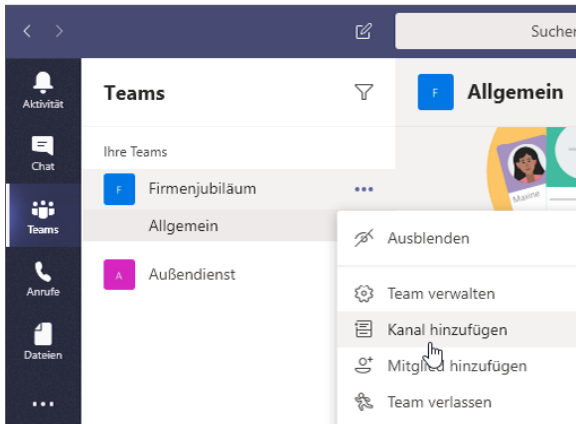 Suchen
Aktivität
Chat
Teams
Anrufe
Dateien
Teams
Ihre Teams
F Firmenjubiläum
Allgemein
A Außendienst
F Allgemein
Maxine
Ausblenden
Team verwalten
Kanal hinzufügen
Mitglied hinzufügen
Team verlassen